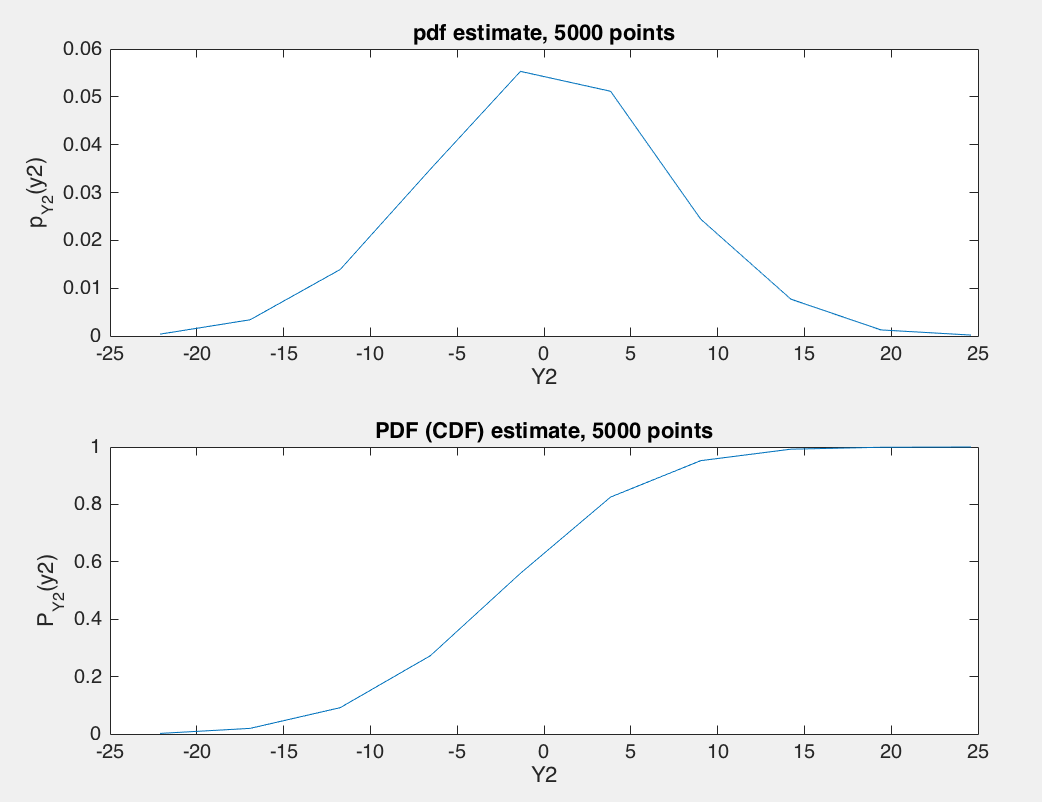 pdf estimate, 5000 points
0.06
0.05
0.04
0.03
0.02
0.01
0
p_Y2(y2)
-25 -20 -15 -10 -5 0 5 10 15 20 25
Y2
PDF (CDF) estimate, 5000 points
1
0.8
0.6
0.4
0.2
0
P_Y2(y2)
-25 -20 -15 -10 -5 0 5 10 15 20 25
Y2